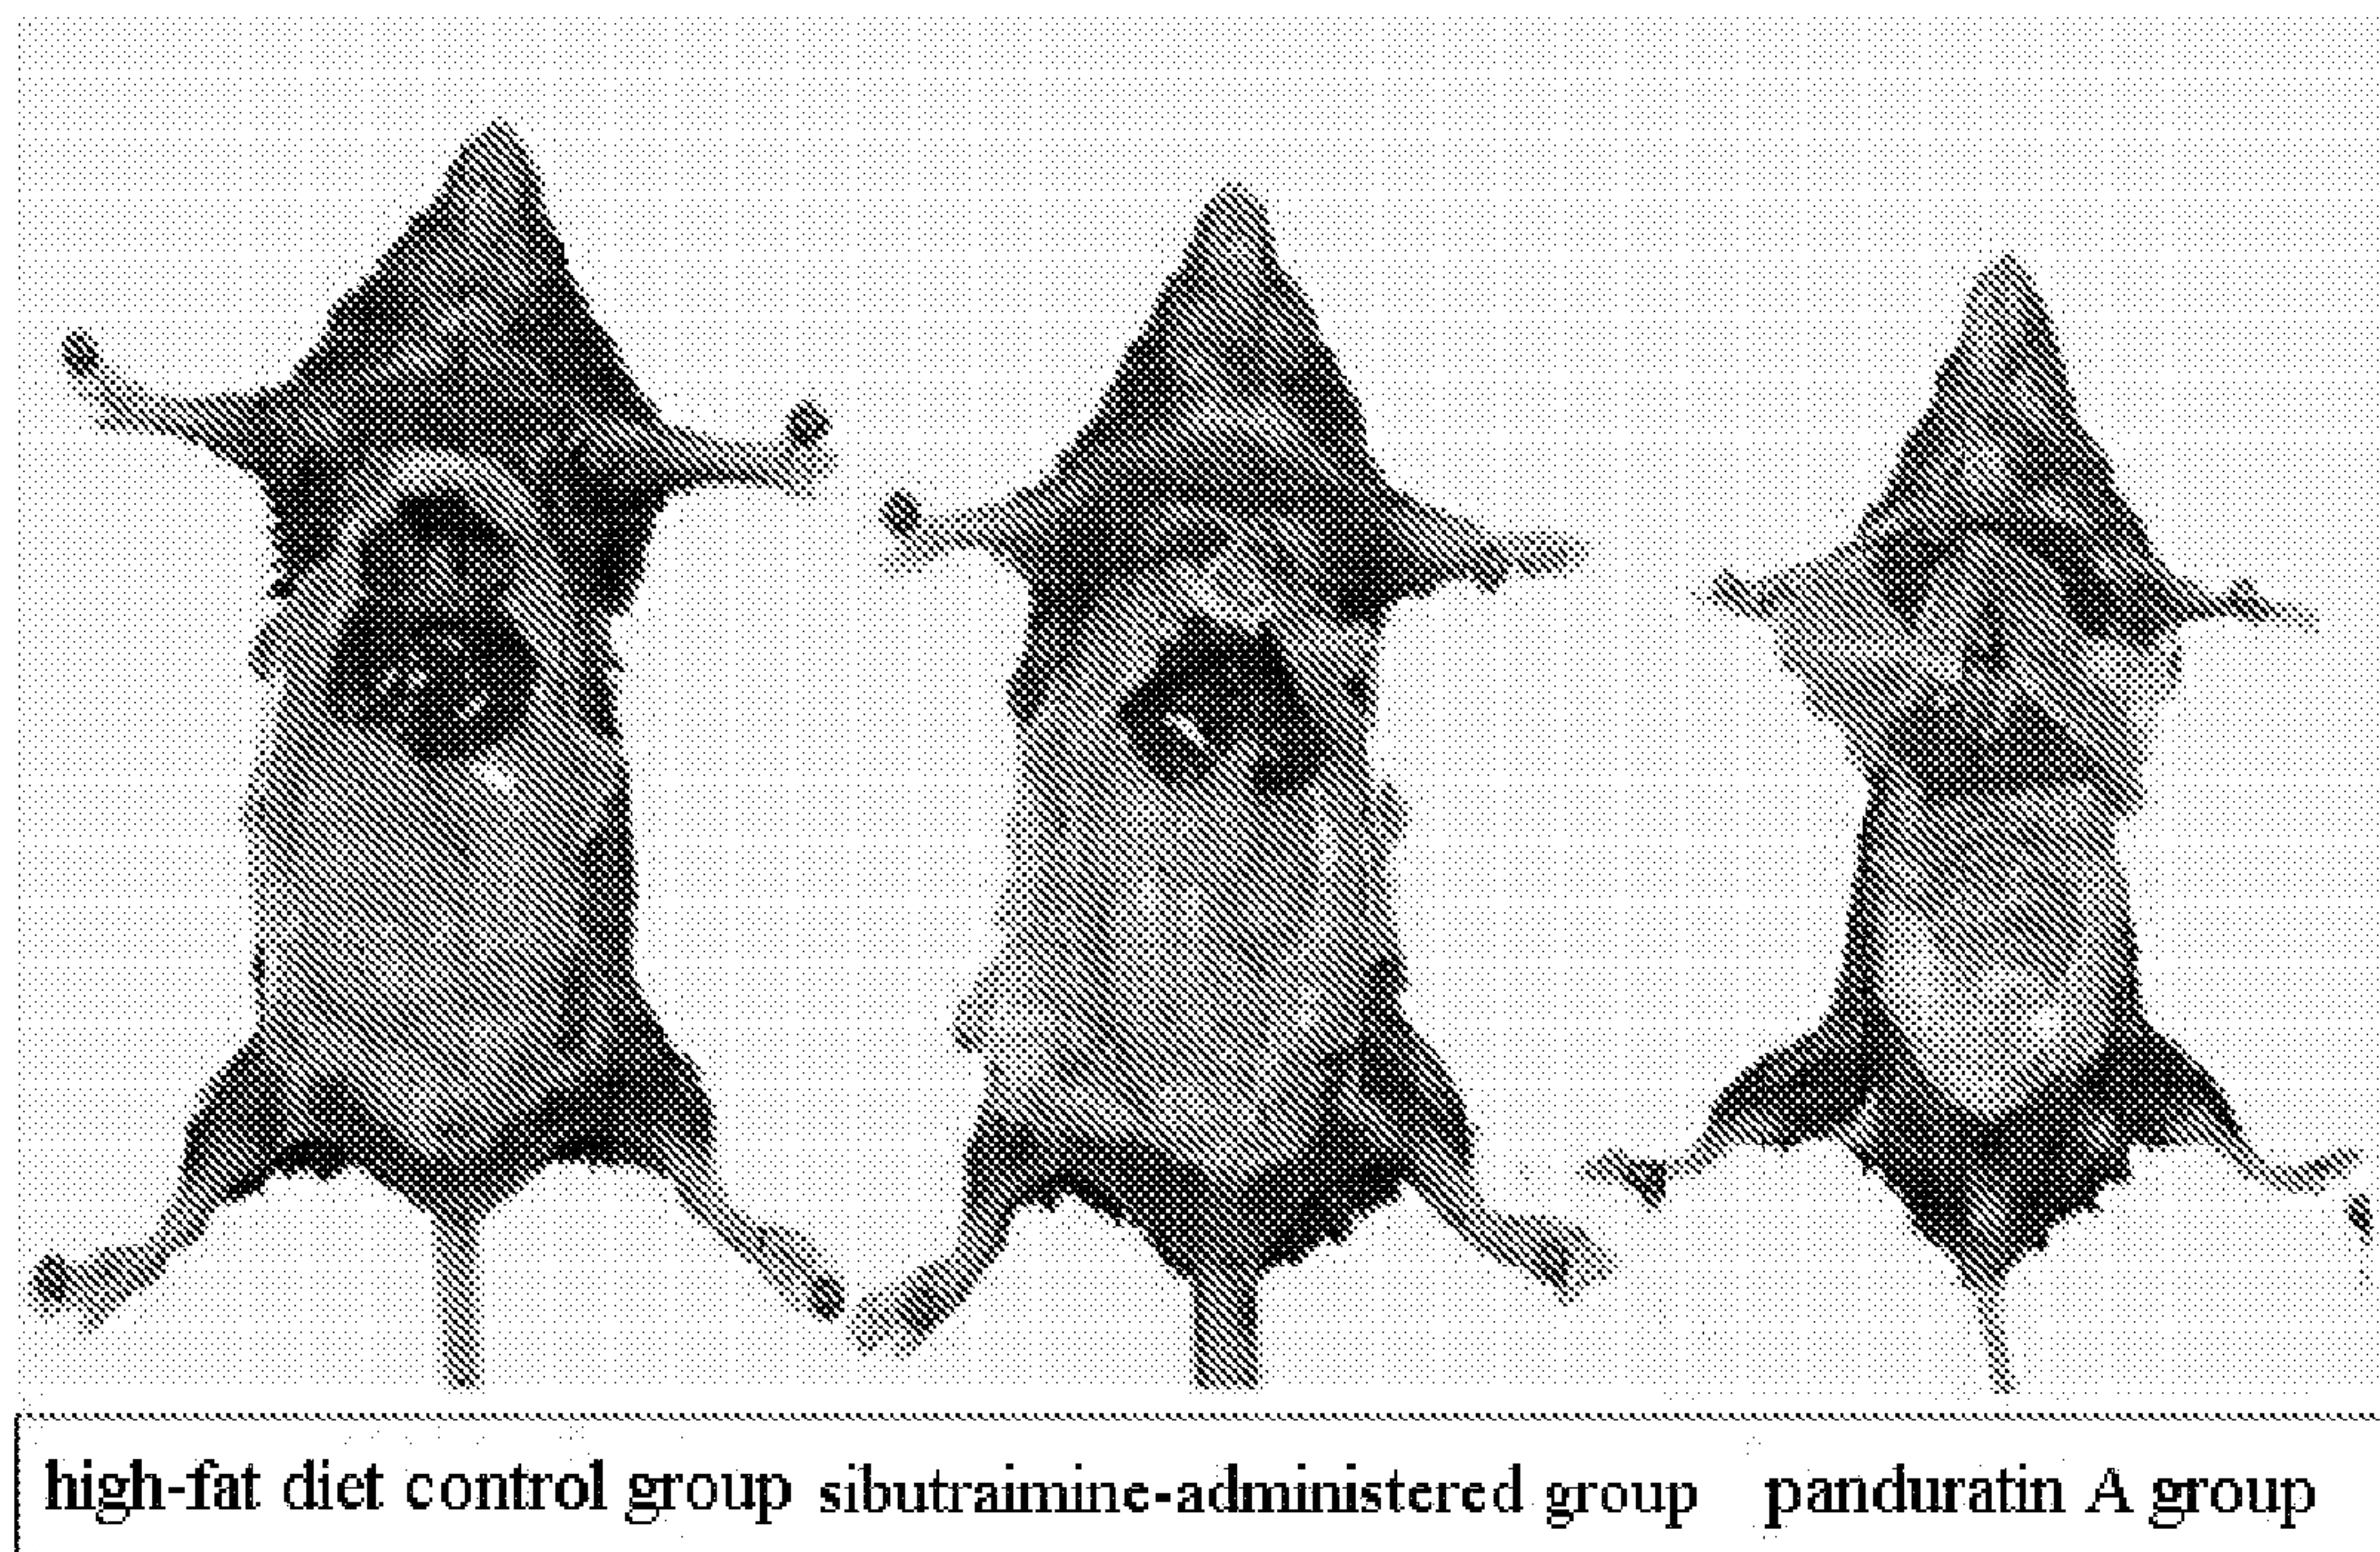 high-fat diet control group sibutraimine-administered group panduratin A group